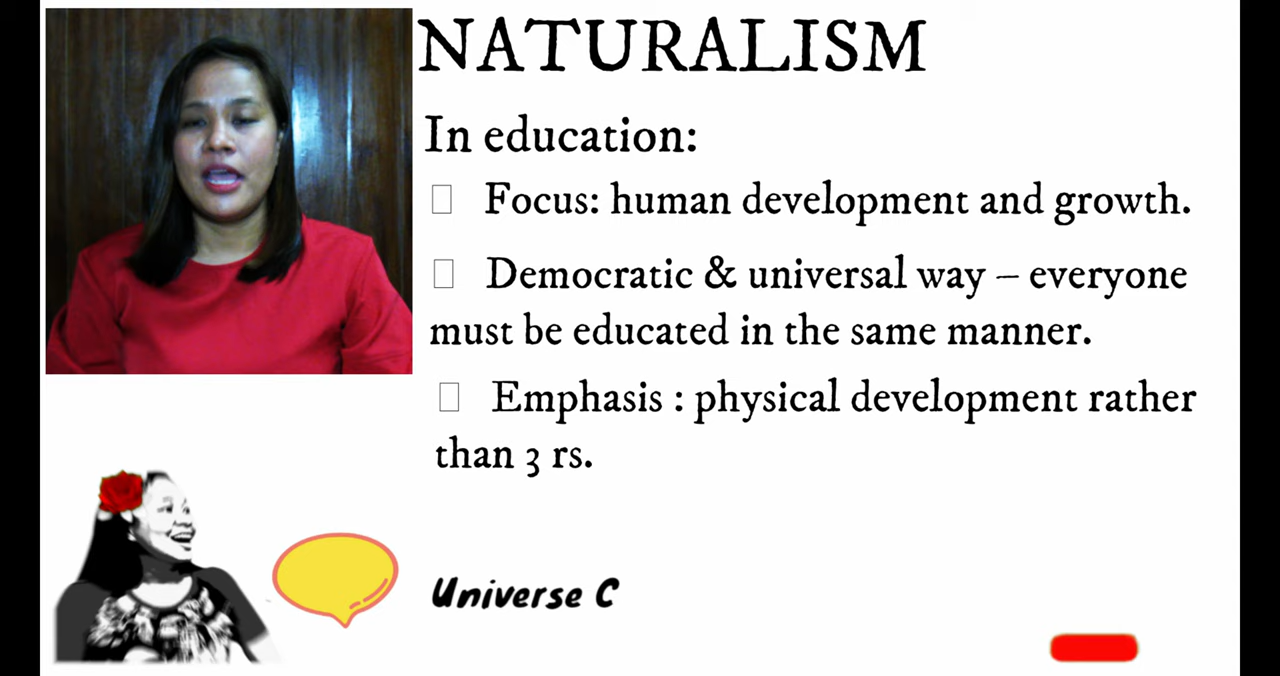 NATURALISM
In education:
Focus: human development and growth.
Democratic & universal way – everyone
must be educated in the same manner.
Emphasis : physical development rather
than 3 rs.
Universe C